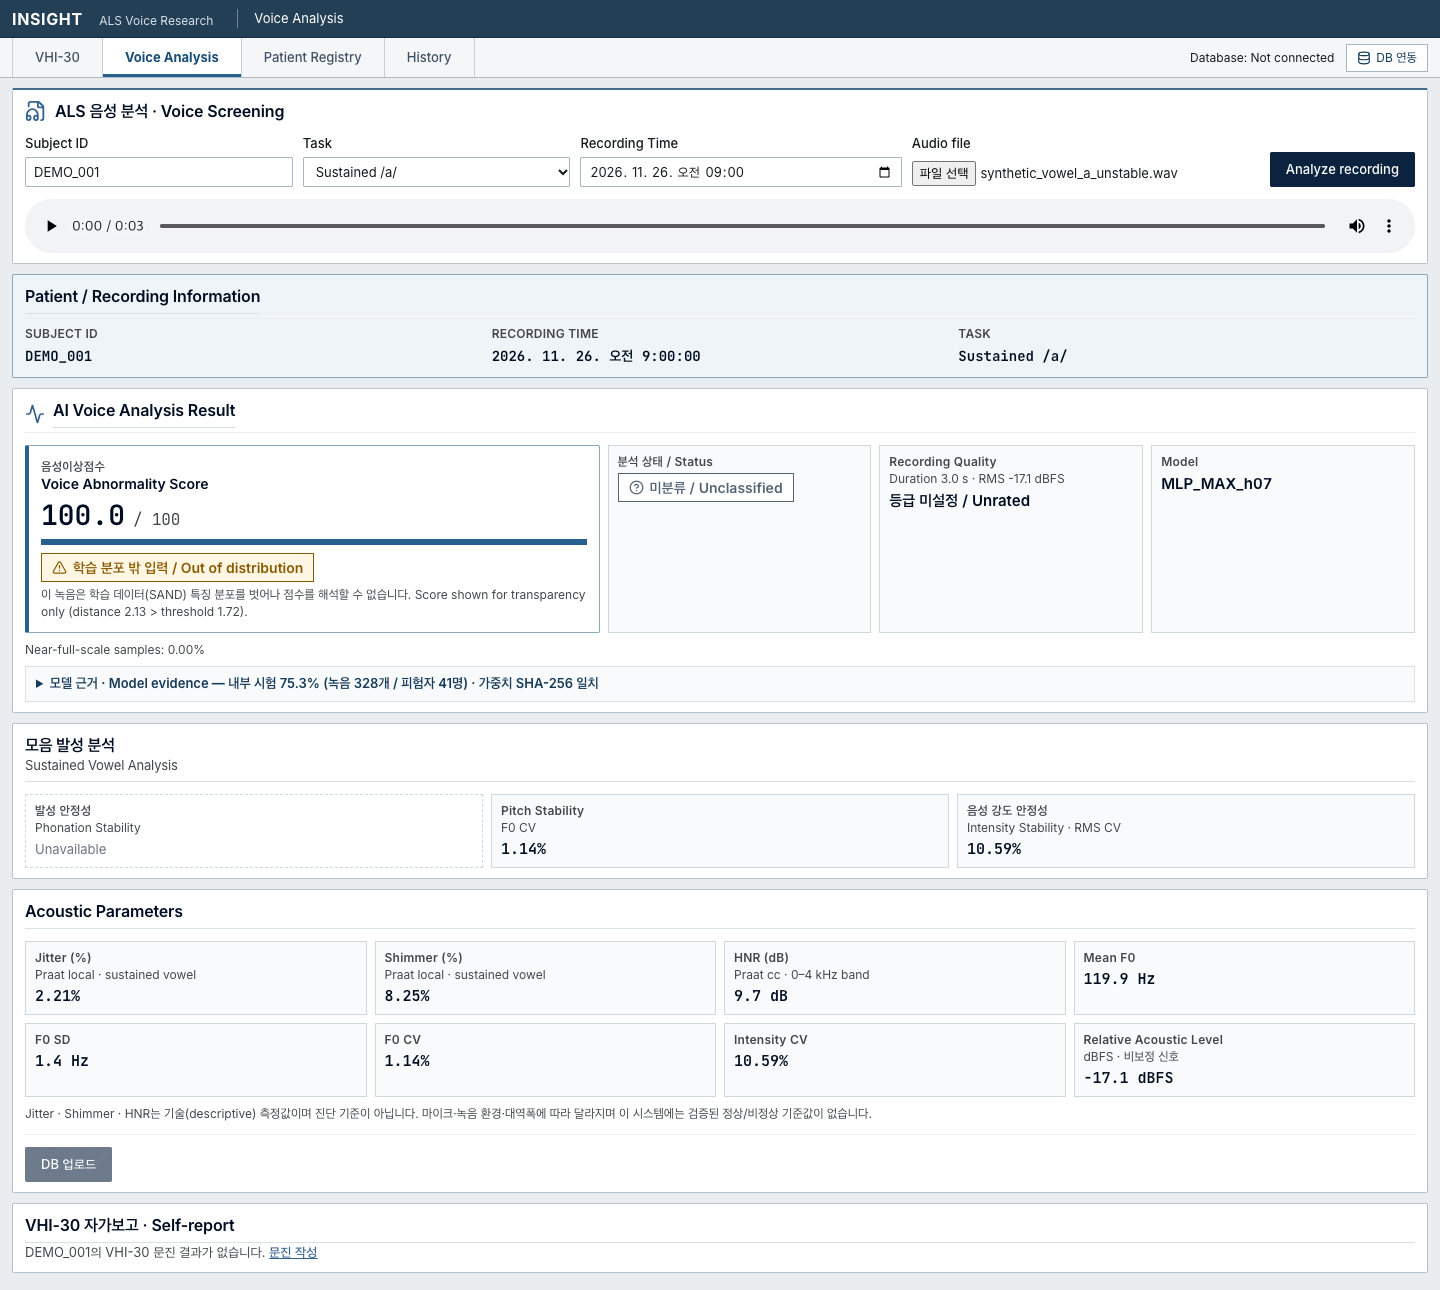 INSIGHT ALS Voice Research Voice Analysis
VHI-30 Voice Analysis Patient Registry History Database: Not connected DB 연동
ALS 음성 분석 · Voice Screening
Subject ID Task Recording Time Audio file
DEMO_001 Sustained /a/ 2026. 11. 26. 오전 09:00 파일 선택 synthetic_vowel_a_unstable.wav Analyze recording
0:00 / 0:03
Patient / Recording Information
SUBJECT ID RECORDING TIME TASK
DEMO_001 2026. 11. 26. 오전 9:00:00 Sustained /a/
AI Voice Analysis Result
음성이상점수
Voice Abnormality Score
100.0 / 100
학습 분포 밖 입력 / Out of distribution
이 녹음은 학습 데이터(SAND) 특징 분포를 벗어나 점수를 해석할 수 없습니다. Score shown for transparency
only (distance 2.13 > threshold 1.72).
분석 상태 / Status
미분류 / Unclassified
Recording Quality
Duration 3.0 s · RMS -17.1 dBFS
등급 미설정 / Unrated
Model
MLP_MAX_h07
Near-full-scale samples: 0.00%
모델 근거 · Model evidence — 내부 시험 75.3% (녹음 328개 / 피험자 41명) · 가중치 SHA-256 일치
모음 발성 분석
Sustained Vowel Analysis
발성 안정성
Phonation Stability
Unavailable
Pitch Stability
F0 CV
1.14%
음성 강도 안정성
Intensity Stability · RMS CV
10.59%
Acoustic Parameters
Jitter (%)
Praat local · sustained vowel
2.21%
Shimmer (%)
Praat local · sustained vowel
8.25%
HNR (dB)
Praat cc · 0–4 kHz band
9.7 dB
Mean F0
119.9 Hz
F0 SD
1.4 Hz
F0 CV
1.14%
Intensity CV
10.59%
Relative Acoustic Level
dBFS · 비보정 신호
-17.1 dBFS
Jitter · Shimmer · HNR는 기술(descriptive) 측정값이며 진단 기준이 아닙니다. 마이크·녹음 환경·대역폭에 따라 달라지며 이 시스템에는 검증된 정상/비정상 기준값이 없습니다.
DB 업로드
VHI-30 자가보고 · Self-report
DEMO_001의 VHI-30 문진 결과가 없습니다. 문진 작성